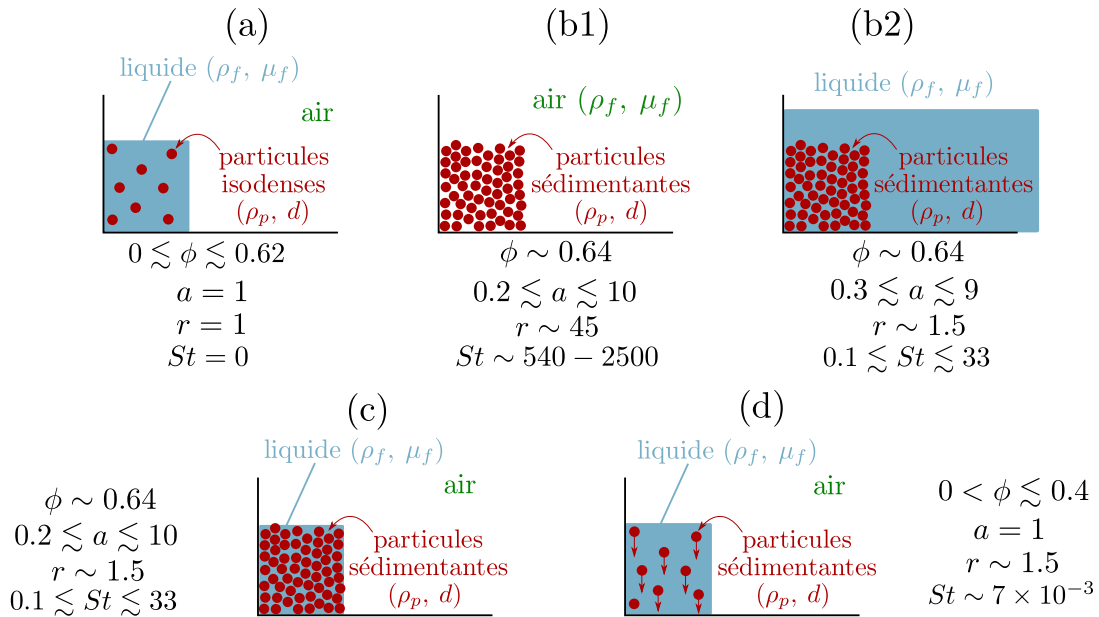 (a)
liquide (ρ_f, μ_f)
air
particules
isodenses
(ρ_p, d)
0 ≲ ϕ ≲ 0.62
a = 1
r = 1
St = 0
(b1)
air (ρ_f, μ_f)
particules
sédimentantes
(ρ_p, d)
ϕ ∼ 0.64
0.2 ≲ a ≲ 10
r ∼ 45
St ∼ 540 − 2500
(b2)
liquide (ρ_f, μ_f)
particules
sédimentantes
(ρ_p, d)
ϕ ∼ 0.64
0.3 ≲ a ≲ 9
r ∼ 1.5
0.1 ≲ St ≲ 33
(c)
liquide (ρ_f, μ_f)
air
particules
sédimentantes
(ρ_p, d)
ϕ ∼ 0.64
0.2 ≲ a ≲ 10
r ∼ 1.5
0.1 ≲ St ≲ 33
(d)
liquide (ρ_f, μ_f)
air
particules
sédimentantes
(ρ_p, d)
0 < ϕ ≲ 0.4
a = 1
r ∼ 1.5
St ∼ 7 × 10⁻³